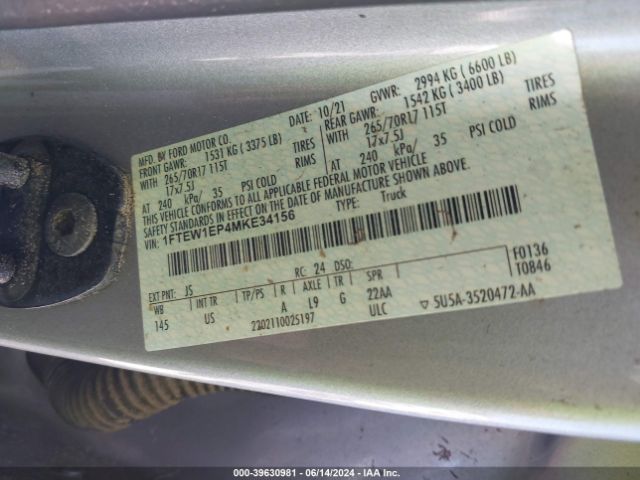 MFD. BY FORD MOTOR CO.
DATE: 10/21 GVWR: 2994 KG ( 6600 LB)
FRONT GAWR: 1531 KG ( 3375 LB) REAR GAWR: 1542 KG ( 3400 LB)
WITH 265/70R17 115T TIRES WITH 265/70R17 115T TIRES
17x7.5J RIMS 17x7.5J RIMS
AT 240 kPa/ 35 PSI COLD AT 240 kPa/ 35 PSI COLD
THIS VEHICLE CONFORMS TO ALL APPLICABLE FEDERAL MOTOR VEHICLE
SAFETY STANDARDS IN EFFECT ON THE DATE OF MANUFACTURE SHOWN ABOVE.
VIN: 1FTEW1EP4MKE34156 TYPE: Truck
EXT PNT: JS RC: 24 DSO: F0136
WB INT TR TP/PS R AXLE TR SPR T0846
145 US A L9 G 22AA
2202110025197 ULC 5U5A-3520472-AA
000-39630981 - 06/14/2024 - IAA Inc.